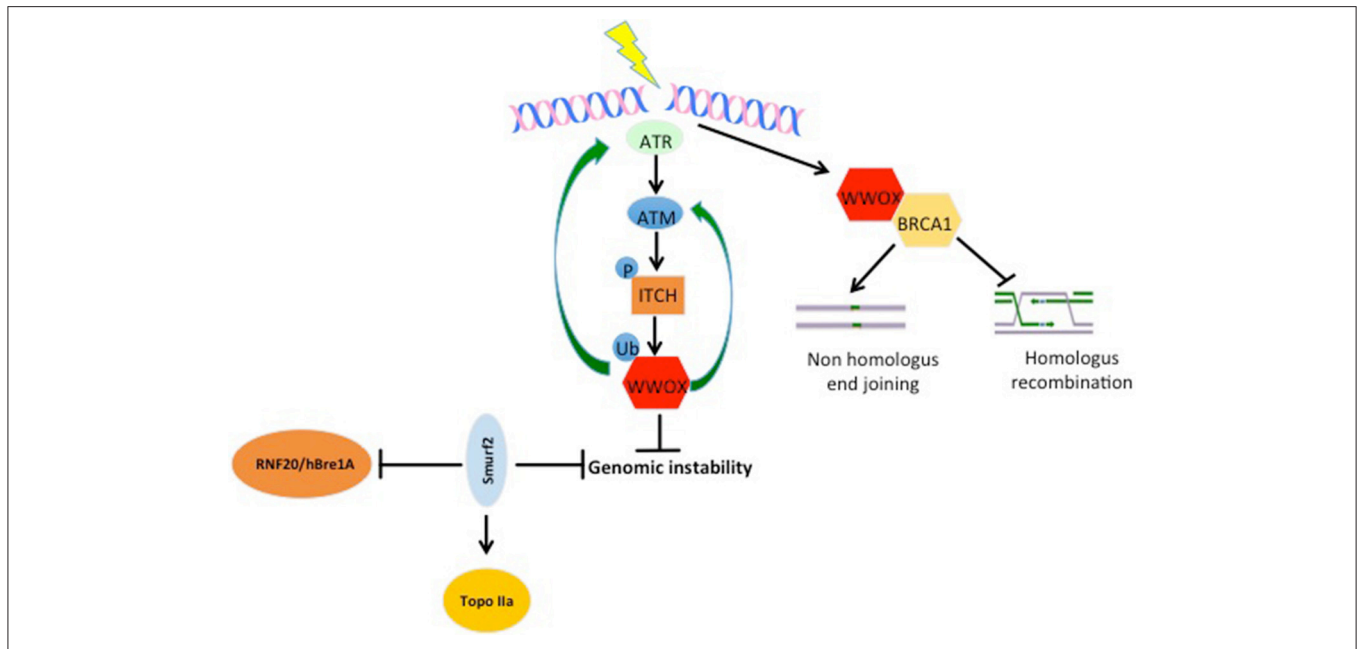 ATR
ATM
WWOX
BRCA1
P
ITCH
Ub
WWOX
Non homologus
end joining
Homologus
recombination
RNF20/hBre1A
Smurf2
Genomic instability
Topo IIa